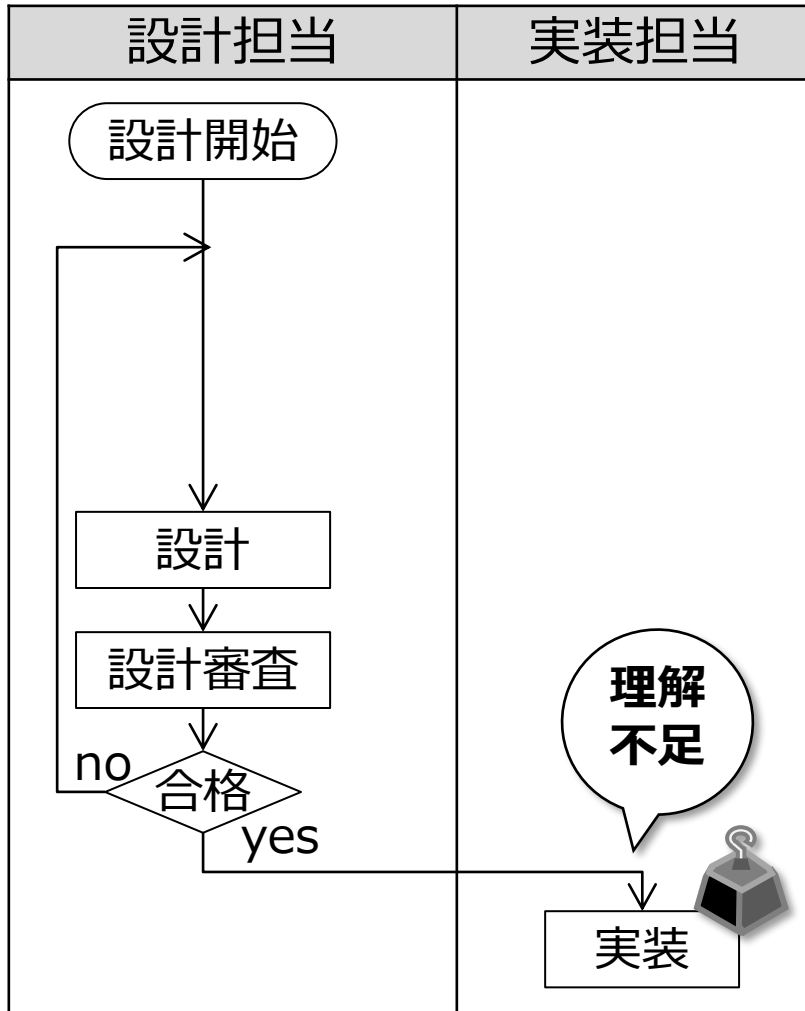 設計担当
実装担当
設計開始
設計
設計審査
合格
no
yes
理解
不足
実装